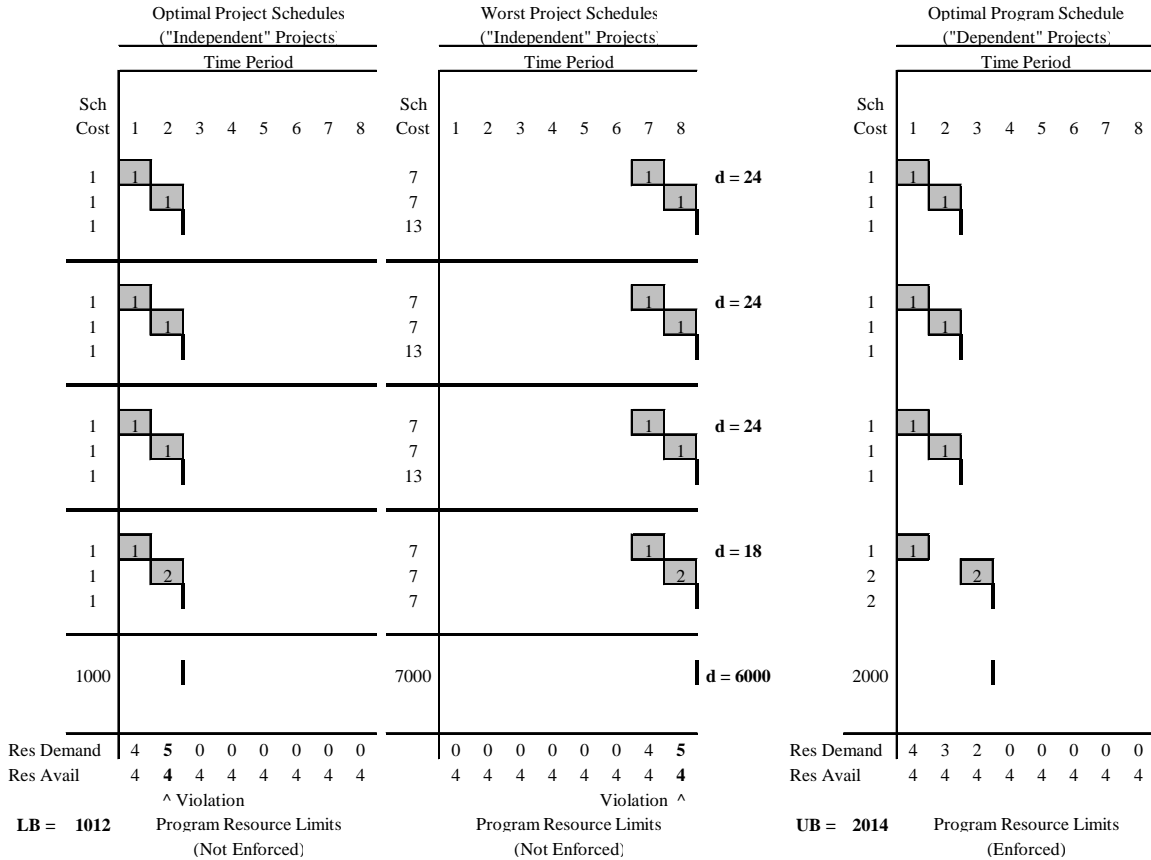 Optimal Project Schedules
("Independent" Projects)
Time Period
Sch
Cost 1 2 3 4 5 6 7 8
1 1
1 1
1
1 1
1 1
1
1 1
1 1
1
1 1
1 2
1
1000
Res Demand 4 5 0 0 0 0 0 0
Res Avail 4 4 4 4 4 4 4 4
^ Violation
LB = 1012 Program Resource Limits
(Not Enforced)
Worst Project Schedules
("Independent" Projects)
Time Period
Sch
Cost 1 2 3 4 5 6 7 8
7 1 d = 24
7 1
13
7 1 d = 24
7 1
13
7 1 d = 24
7 1
13
7 1 d = 18
7 2
7
7000 d = 6000
0 0 0 0 0 0 4 5
4 4 4 4 4 4 4 4
Violation ^
Program Resource Limits
(Not Enforced)
Optimal Program Schedule
("Dependent" Projects)
Time Period
Sch
Cost 1 2 3 4 5 6 7 8
1 1
1 1
1
1 1
1 1
1
1 1
1 1
1
1 1
2 2
2
2000
Res Demand 4 3 2 0 0 0 0 0
Res Avail 4 4 4 4 4 4 4 4
UB = 2014 Program Resource Limits
(Enforced)